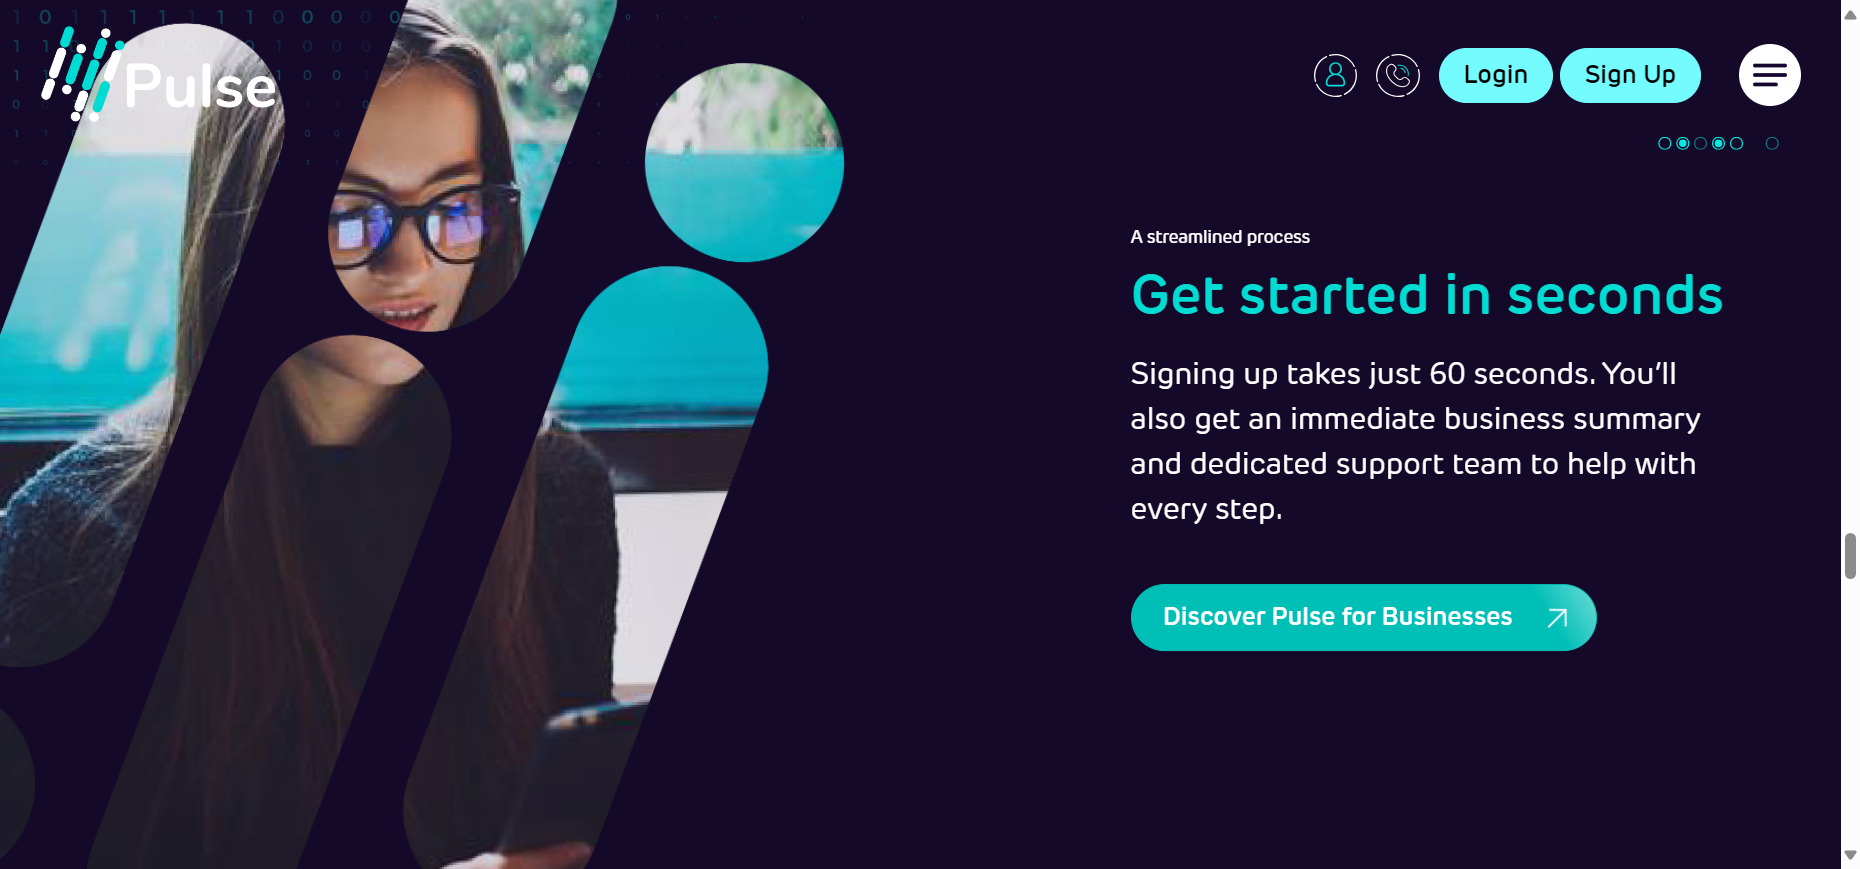 Pulse
Login
Sign Up
A streamlined process
Get started in seconds
Signing up takes just 60 seconds. You’ll
also get an immediate business summary
and dedicated support team to help with
every step.
Discover Pulse for Businesses